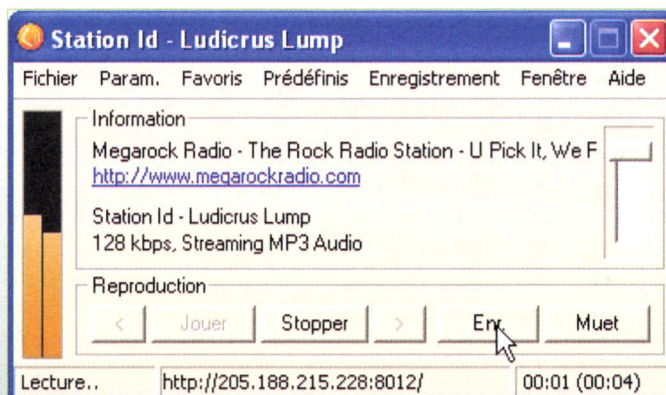 Station Id - Ludicrus Lump
Fichier Param. Favoris Prédéfinis Enregistrement Fenêtre Aide
Information
Megarock Radio - The Rock Radio Station - U Pick It, We F
http://www.megarockradio.com
Station Id - Ludicrus Lump
128 kbps, Streaming MP3 Audio
Reproduction
< Jouer Stopper > Enr. Muet
Lecture.. http://205.188.215.228:8012/ 00:01 (00:04)